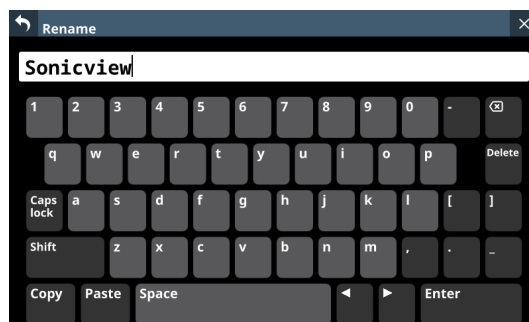 Rename
Sonicview
1 2 3 4 5 6 7 8 9 0 -
q w e r t y u i o p Delete
Caps lock a s d f g h j k l [ ]
Shift z x c v b n m , . _
Copy Paste Space Enter